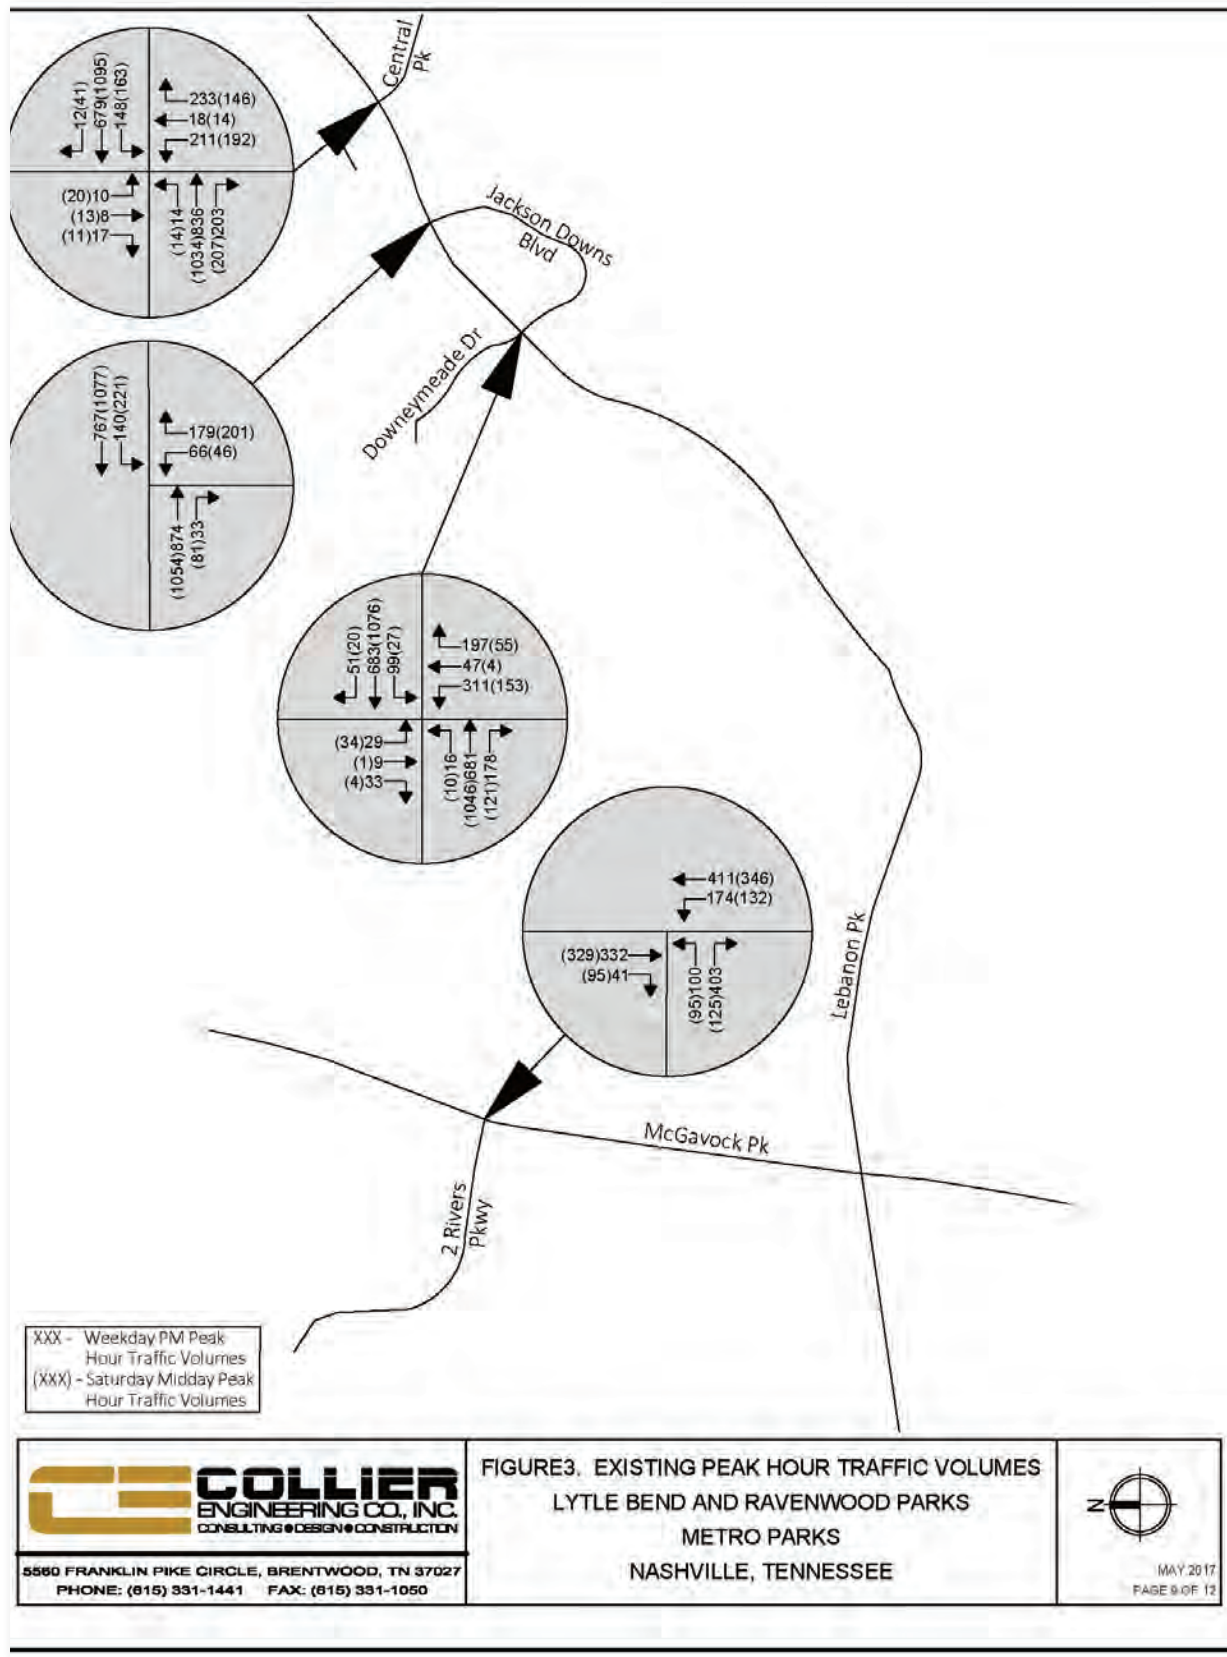 Central
Pk
12(41)
679(1095)
148(163)
233(146)
18(14)
211(192)
(20)10
(13)8
(11)17
(14)14
(1034)836
(207)203
Jackson Downs
Blvd
Downeymeade Dr
767(1077)
140(221)
179(201)
66(46)
(1054)874
(81)33
51(20)
683(1076)
99(27)
197(55)
47(4)
311(153)
(34)29
(1)9
(4)33
(10)16
(1046)681
(121)178
411(346)
174(132)
(329)332
(95)41
(95)100
(125)403
Lebanon Pk
McGavock Pk
2 Rivers
Pkwy
XXX - Weekday PM Peak
Hour Traffic Volumes
(XXX) - Saturday Midday Peak
Hour Traffic Volumes
CE COLLIER
ENGINEERING CO., INC.
CONSULTING●DESIGN●CONSTRUCTION
5560 FRANKLIN PIKE CIRCLE, BRENTWOOD, TN 37027
PHONE: (615) 331-1441 FAX: (615) 331-1050
FIGURE3. EXISTING PEAK HOUR TRAFFIC VOLUMES
LYTLE BEND AND RAVENWOOD PARKS
METRO PARKS
NASHVILLE, TENNESSEE
N
MAY 2017
PAGE 9 OF 12